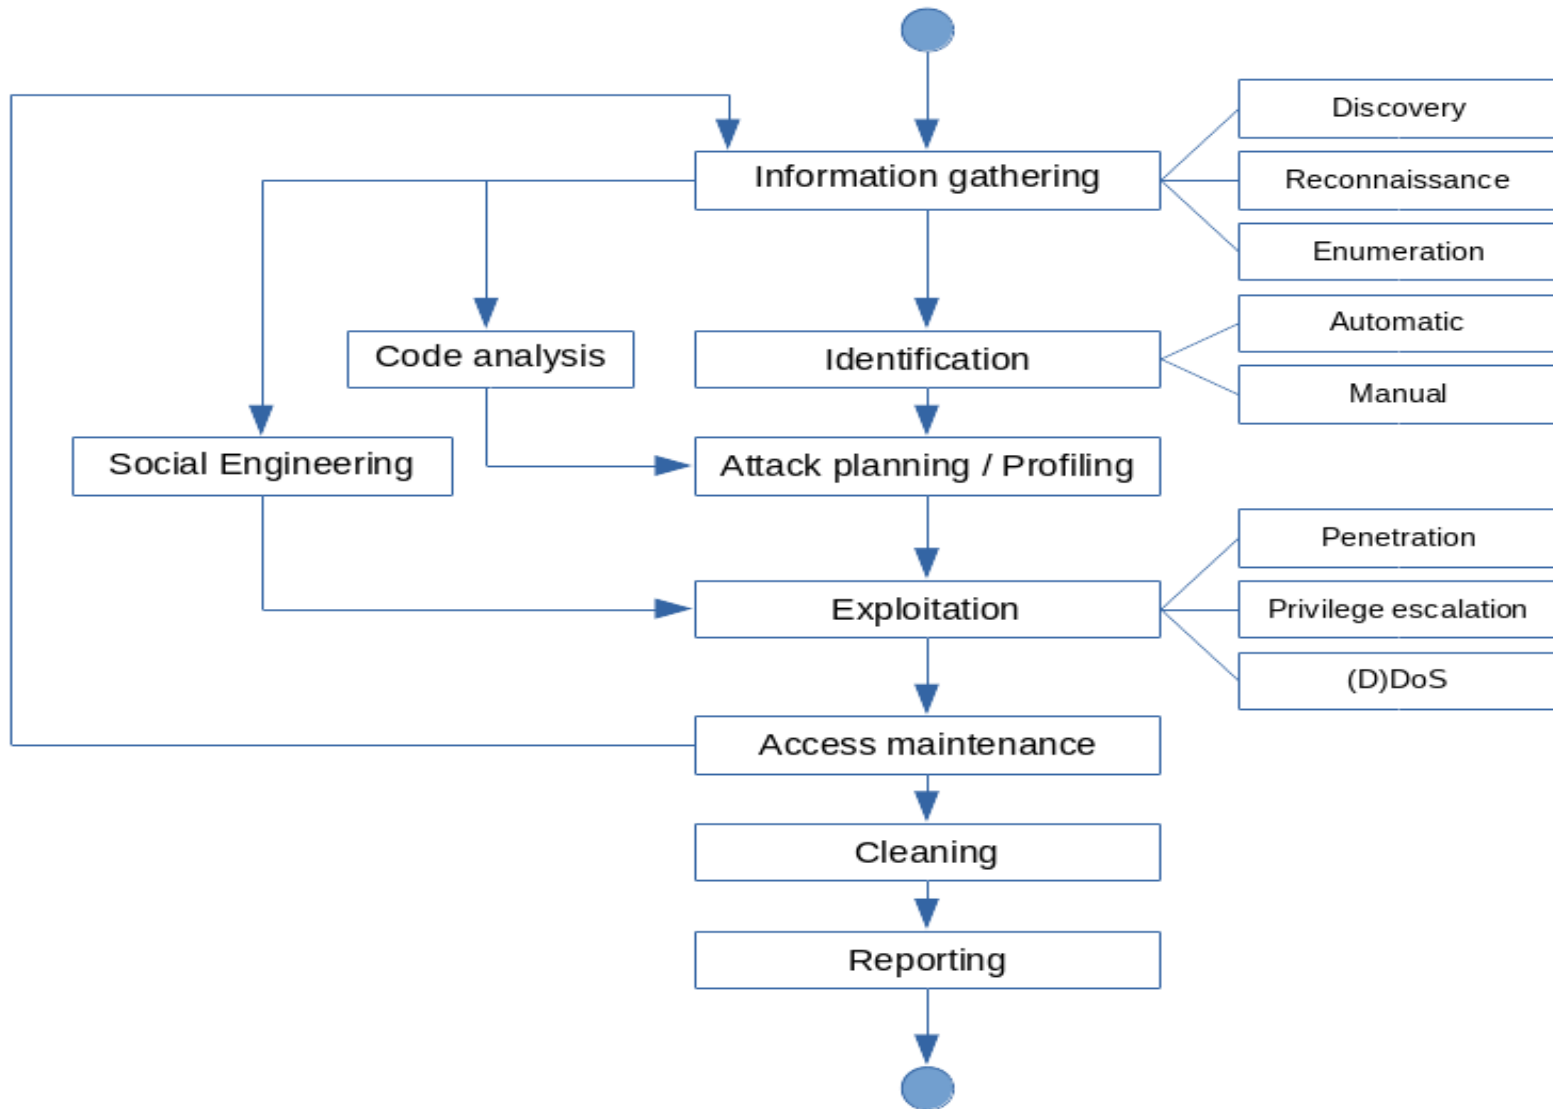 Discovery
Information gathering
Reconnaissance
Enumeration
Automatic
Code analysis
Identification
Manual
Social Engineering
Attack planning / Profiling
Penetration
Exploitation
Privilege escalation
(D)DoS
Access maintenance
Cleaning
Reporting